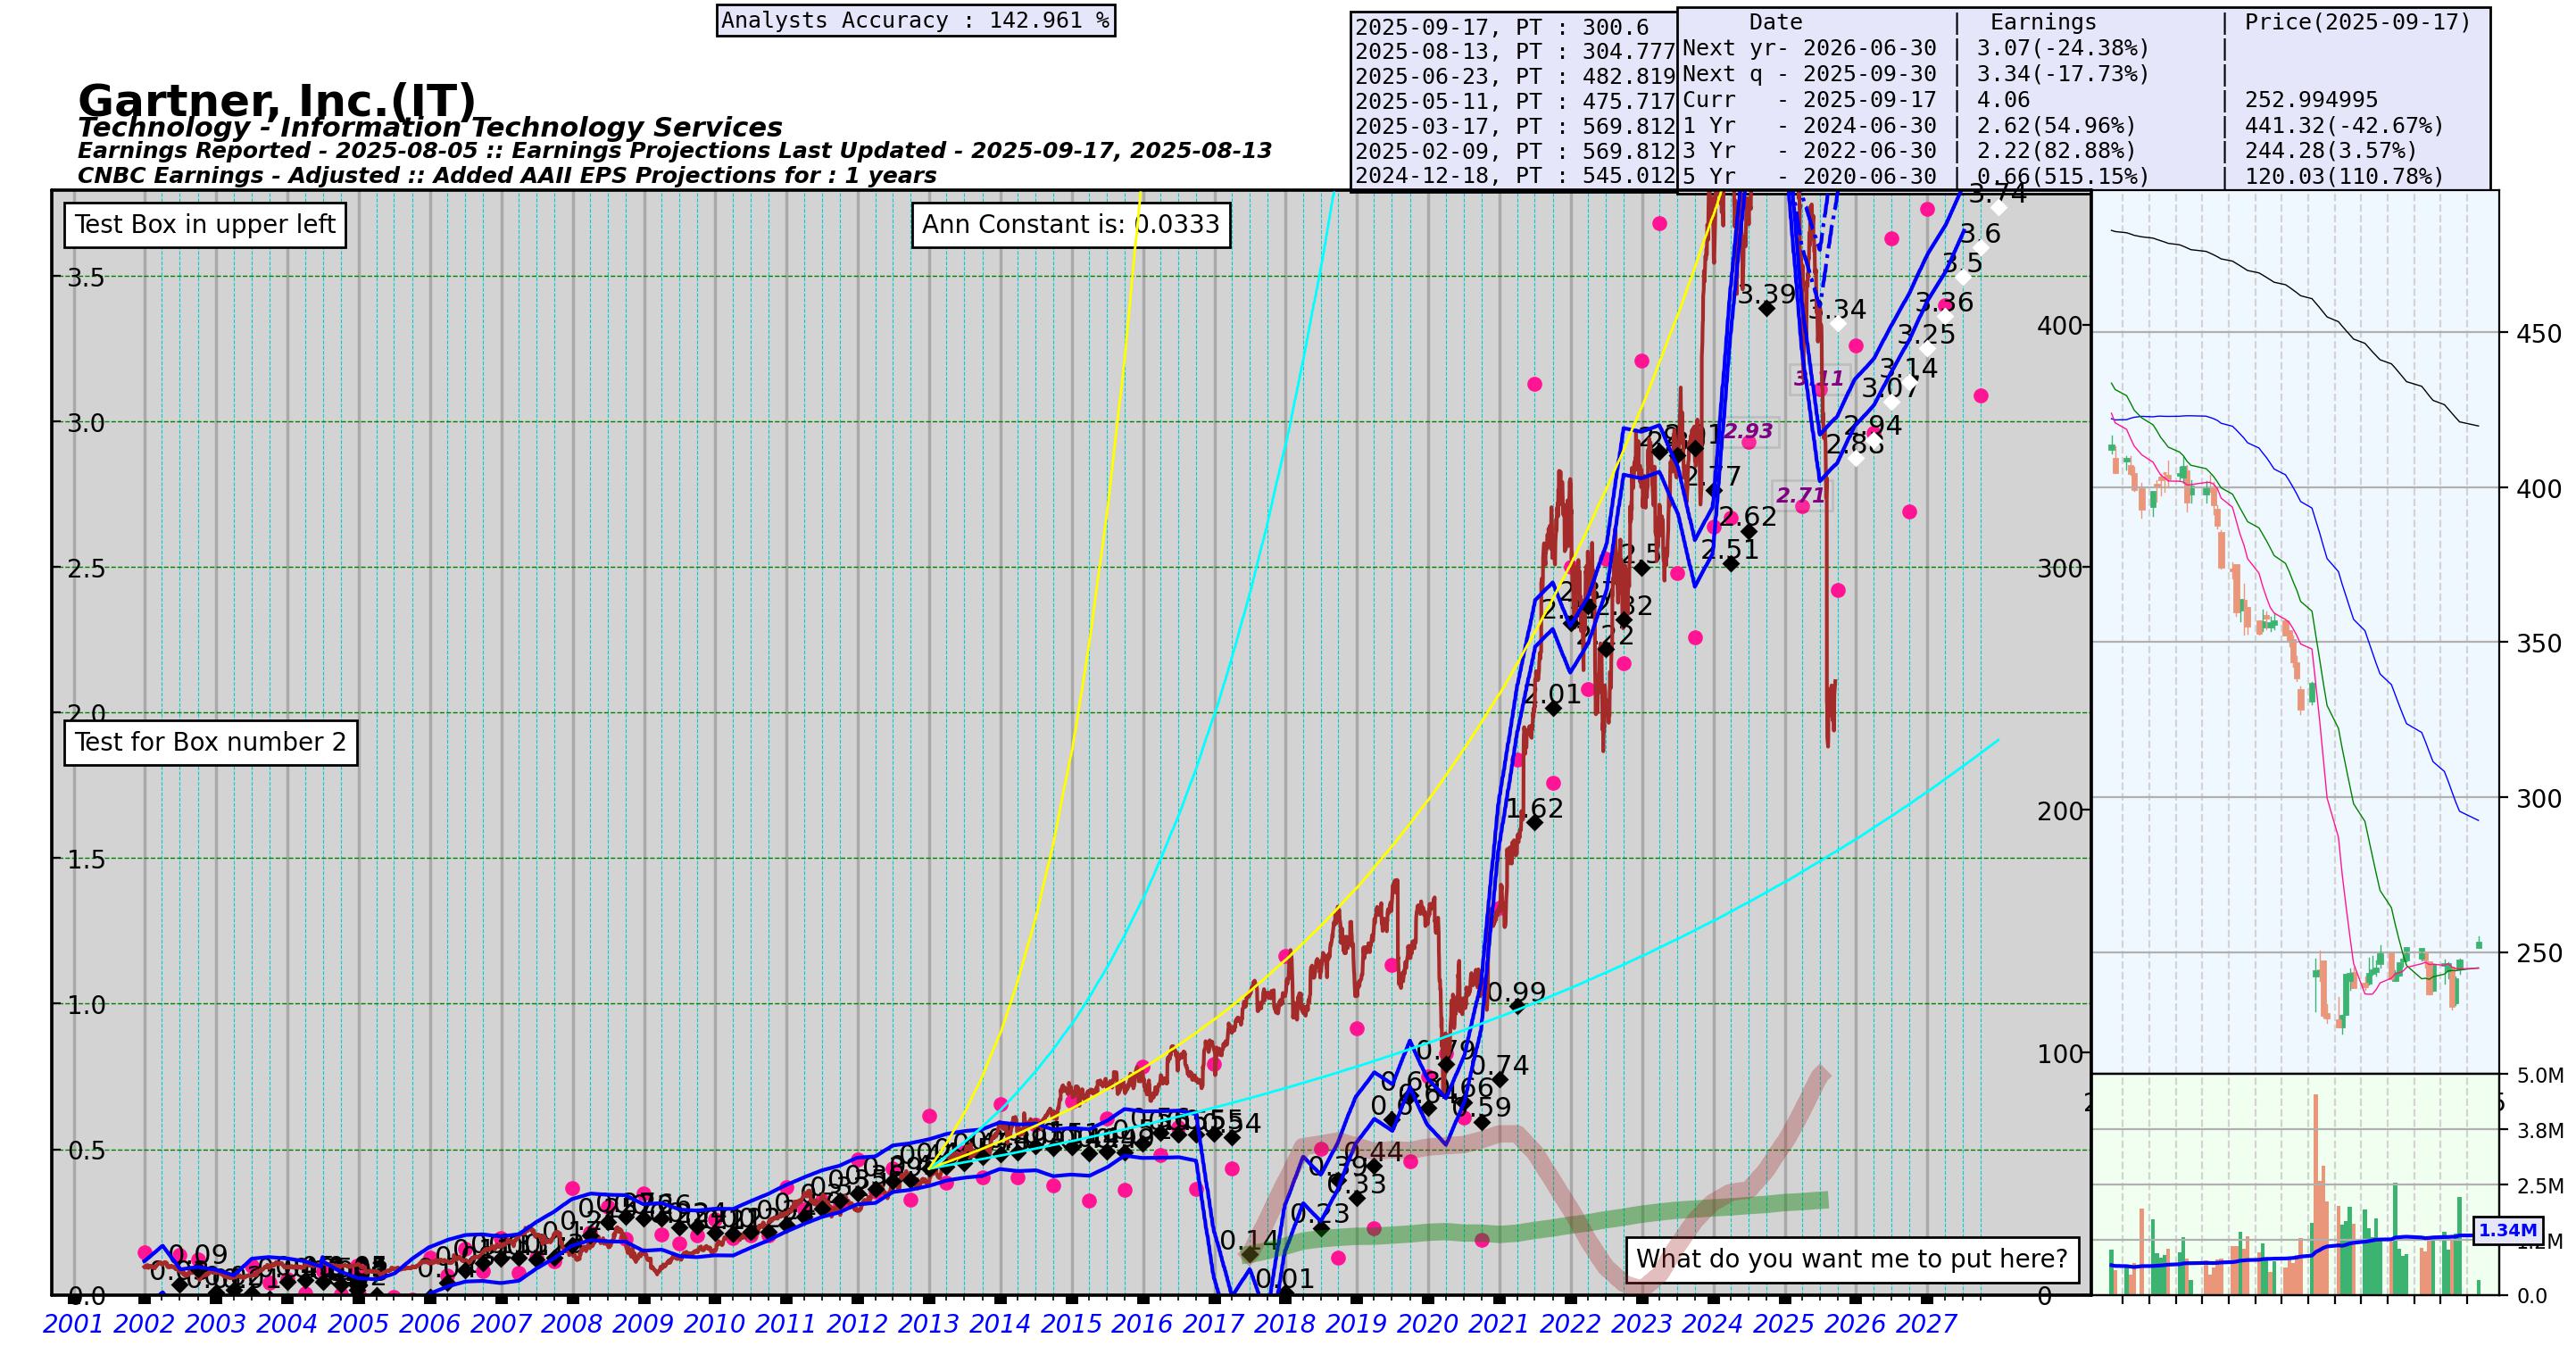 Analysts Accuracy : 142.961 %
Gartner, Inc.(IT)
Technology - Information Technology Services
Earnings Reported - 2025-08-05 :: Earnings Projections Last Updated - 2025-09-17, 2025-08-13
CNBC Earnings - Adjusted :: Added AAII EPS Projections for : 1 years
2025-09-17, PT : 300.6
2025-08-13, PT : 304.777
2025-06-23, PT : 482.819
2025-05-11, PT : 475.717
2025-03-17, PT : 569.812
2025-02-09, PT : 569.812
2024-12-18, PT : 545.012
Date | Earnings | Price(2025-09-17)
Next yr- 2026-06-30 | 3.07(-24.38%) |
Next q - 2025-09-30 | 3.34(-17.73%) |
Curr - 2025-09-17 | 4.06 | 252.994995
1 Yr - 2024-06-30 | 2.62(54.96%) | 441.32(-42.67%)
3 Yr - 2022-06-30 | 2.22(82.88%) | 244.28(3.57%)
5 Yr - 2020-06-30 | 0.66(515.15%) | 120.03(110.78%)
Test Box in upper left
Ann Constant is: 0.0333
Test for Box number 2
What do you want me to put here?
3.5
3.0
2.5
2.0
1.5
1.0
0.5
0.0
400
300
200
100
0
3.74
3.6
3.5
3.36
3.25
3.14
3.07
2.94
3.39
3.34
3.11
2.93
2.71
2.77
2.62
2.51
2.5
2.32
2.22
2.01
1.62
0.99
0.79
0.74
0.66
0.59
0.44
0.39
0.33
0.23
0.14
0.01
0.54
0.09
450
400
350
300
250
5.0M
3.8M
2.5M
1.34M
0.0
2001 2002 2003 2004 2005 2006 2007 2008 2009 2010 2011 2012 2013 2014 2015 2016 2017 2018 2019 2020 2021 2022 2023 2024 2025 2026 2027